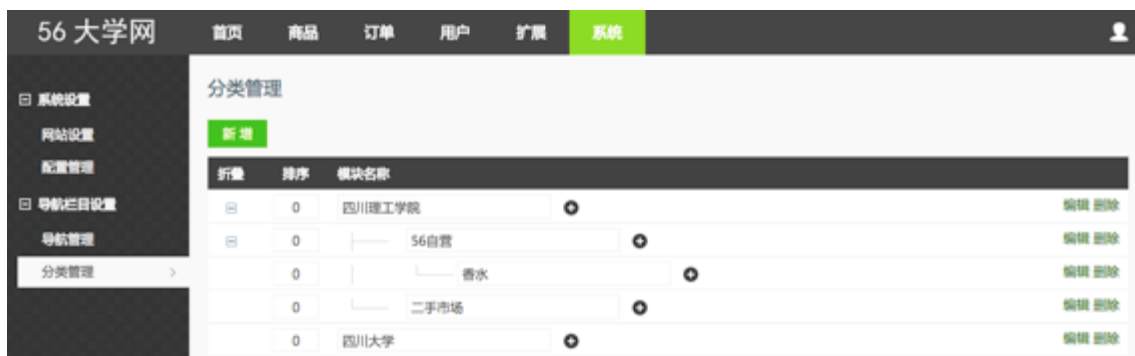 56 大学网 首页 商品 订单 用户 扩展 系统
系统设置
网站设置
配置管理
导航栏目设置
导航管理
分类管理
分类管理
新 增
折叠 排序 模块名称
0 四川理工学院 编辑 删除
0 56自营 编辑 删除
0 香水 编辑 删除
0 二手市场 编辑 删除
0 四川大学 编辑 删除